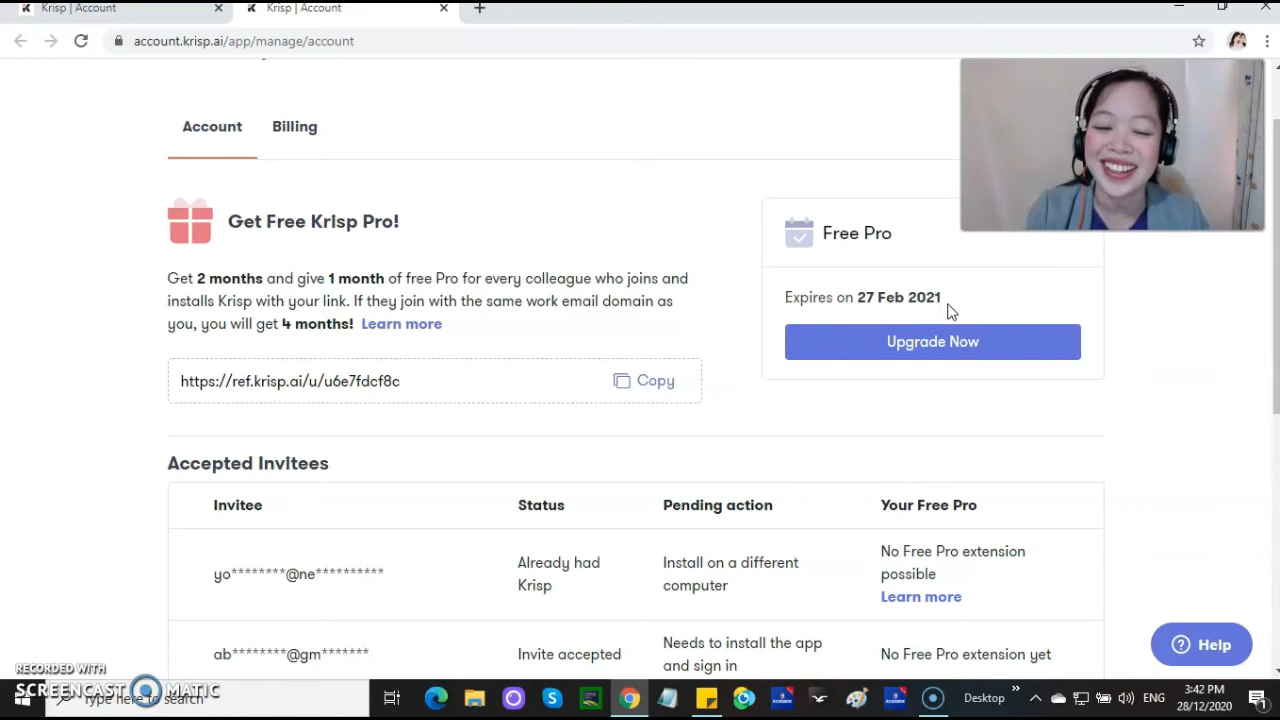 Krisp | Account
Krisp | Account
account.krisp.ai/app/manage/account
Account Billing
Get Free Krisp Pro!
Get 2 months and give 1 month of free Pro for every colleague who joins and
installs Krisp with your link. If they join with the same work email domain as
you, you will get 4 months! Learn more
https://ref.krisp.ai/u/u6e7fdcf8c Copy
Free Pro
Expires on 27 Feb 2021
Upgrade Now
Accepted Invitees
Invitee Status Pending action Your Free Pro
yo********@ne**********
Already had
Krisp
Install on a different
computer
No Free Pro extension
possible
Learn more
ab********@gm*******
Invite accepted
Needs to install the app
and sign in
No Free Pro extension yet
Help
RECORDED WITH
SCREENCAST MATIC
Type here to search
Desktop
ENG
3:42 PM
28/12/2020